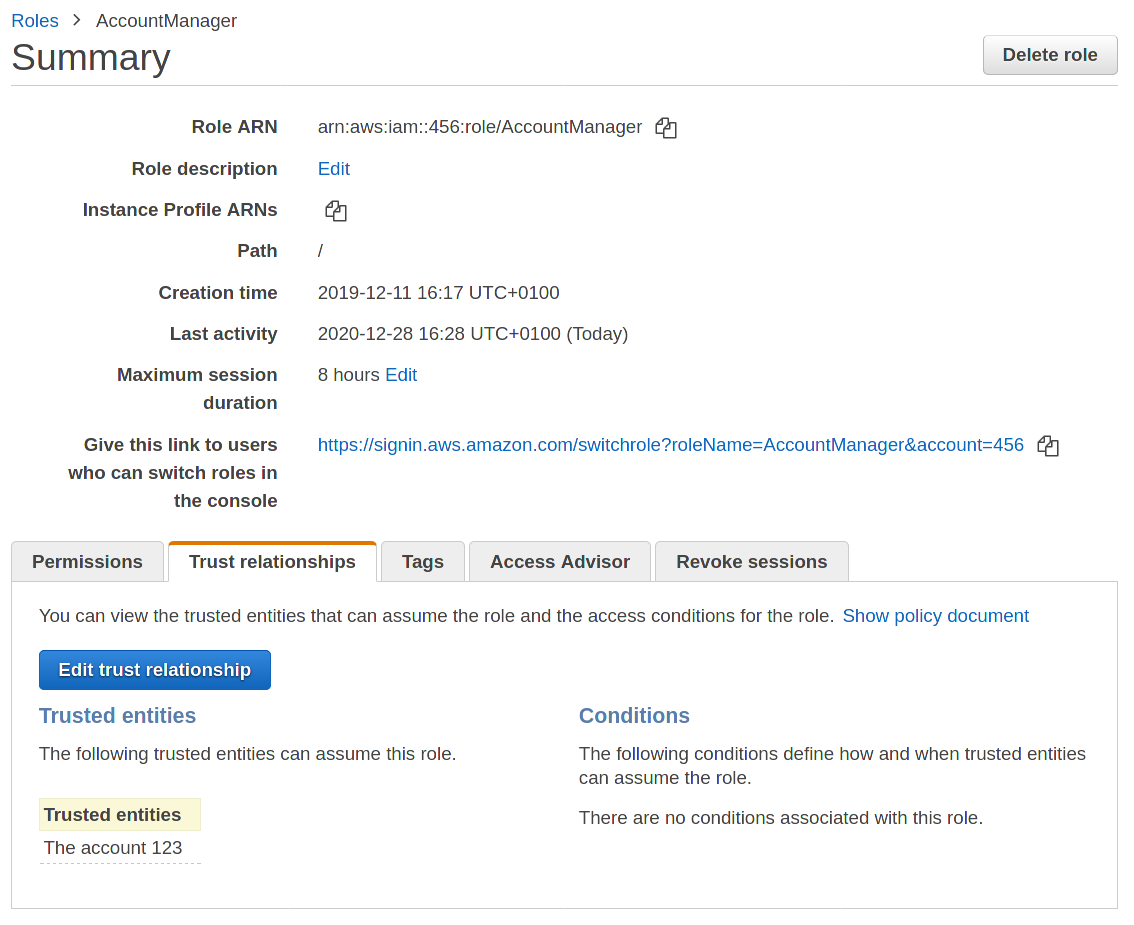 Roles > AccountManager
Summary
Delete role
Role ARN arn:aws:iam::456:role/AccountManager
Role description Edit
Instance Profile ARNs
Path /
Creation time 2019-12-11 16:17 UTC+0100
Last activity 2020-12-28 16:28 UTC+0100 (Today)
Maximum session duration 8 hours Edit
Give this link to users who can switch roles in the console https://signin.aws.amazon.com/switchrole?roleName=AccountManager&account=456
Permissions Trust relationships Tags Access Advisor Revoke sessions
You can view the trusted entities that can assume the role and the access conditions for the role. Show policy document
Edit trust relationship
Trusted entities
The following trusted entities can assume this role.
Trusted entities
The account 123
Conditions
The following conditions define how and when trusted entities
can assume the role.
There are no conditions associated with this role.